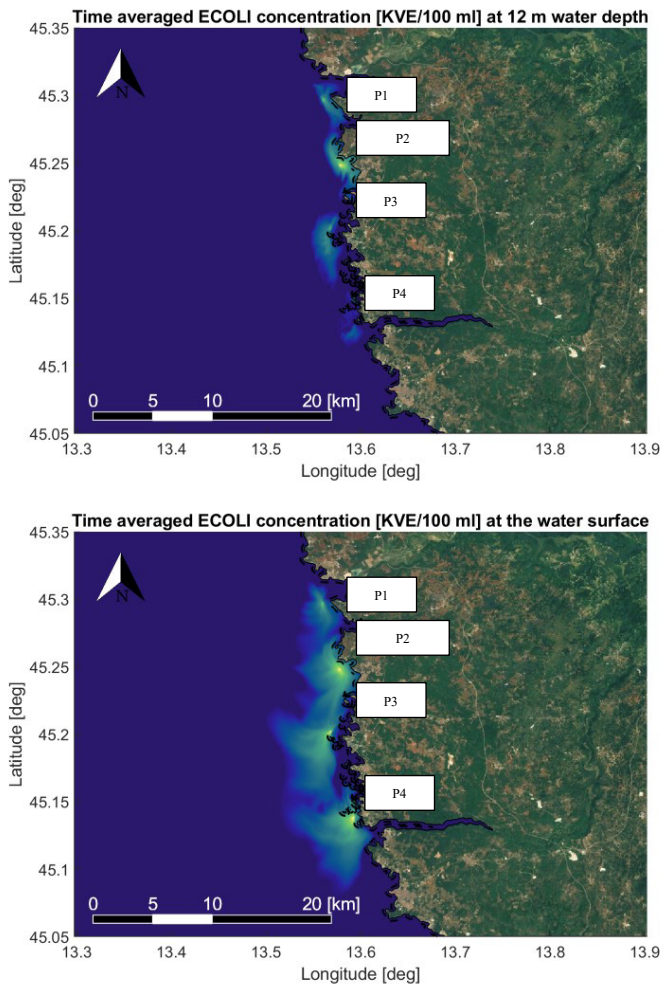 Time averaged ECOLI concentration [KVE/100 ml] at 12 m water depth
45.35
N
P1
45.3
P2
45.25
P3
Latitude [deg]
45.2
P4
45.15
45.1
0 5 10 20 [km]
45.05
13.3 13.4 13.5 13.6 13.7 13.8 13.9
Longitude [deg]
Time averaged ECOLI concentration [KVE/100 ml] at the water surface
45.35
N
P1
45.3
P2
45.25
P3
Latitude [deg]
45.2
P4
45.15
45.1
0 5 10 20 [km]
45.05
13.3 13.4 13.5 13.6 13.7 13.8 13.9
Longitude [deg]